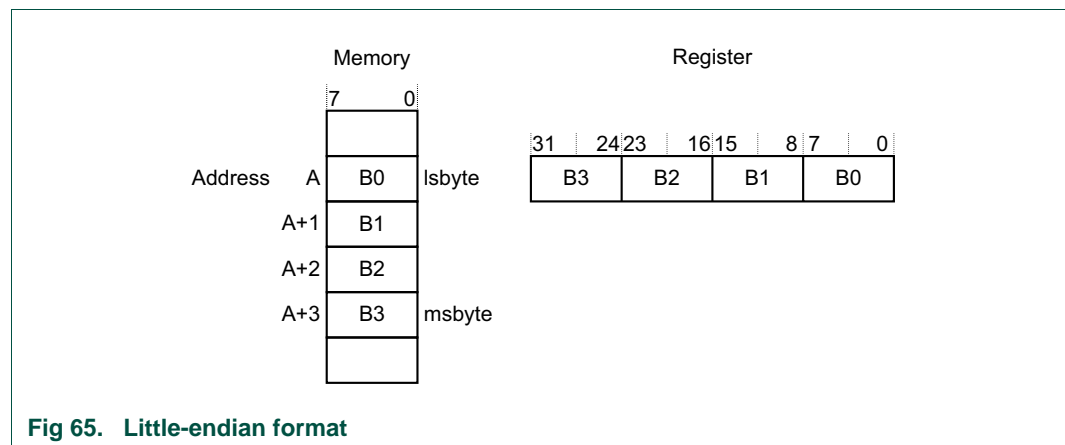 Memory
Register
7 0
31 24 23 16 15 8 7 0
Address A B0 lsbyte
B3 B2 B1 B0
A+1 B1
A+2 B2
A+3 B3 msbyte
Fig 65. Little-endian format